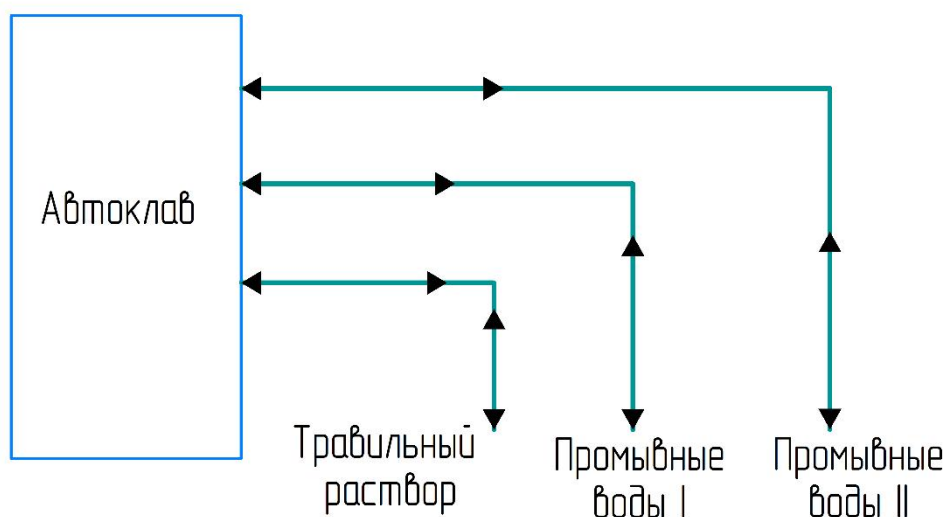 Автоклав
Травильный
раствор
Промывные
воды I
Промывные
воды II